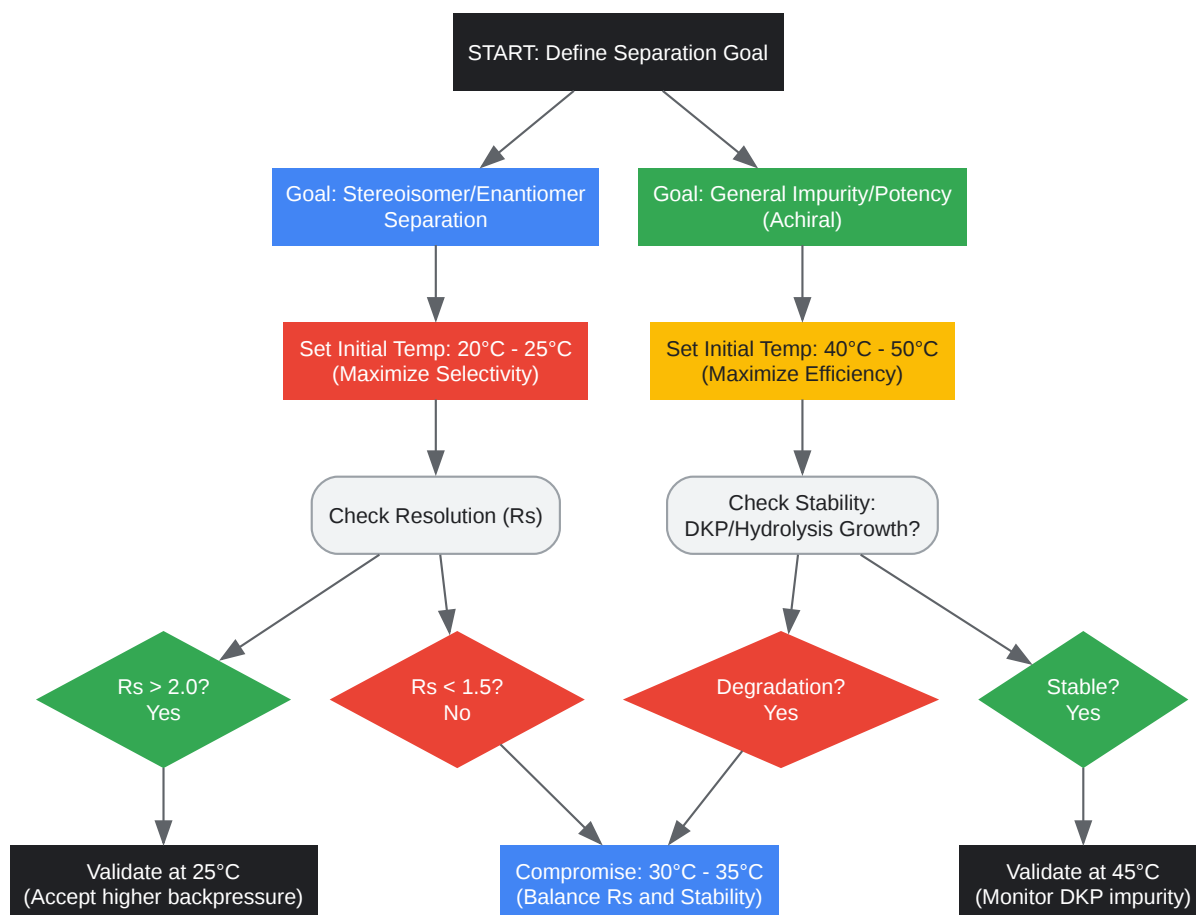 START: Define Separation Goal
Goal: Stereoisomer/Enantiomer
Separation
Goal: General Impurity/Potency
(Achiral)
Set Initial Temp: 20°C - 25°C
(Maximize Selectivity)
Set Initial Temp: 40°C - 50°C
(Maximize Efficiency)
Check Resolution (Rs)
Check Stability:
DKP/Hydrolysis Growth?
Rs > 2.0?
Yes
Rs < 1.5?
No
Degradation?
Yes
Stable?
Yes
Validate at 25°C
(Accept higher backpressure)
Compromise: 30°C - 35°C
(Balance Rs and Stability)
Validate at 45°C
(Monitor DKP impurity)